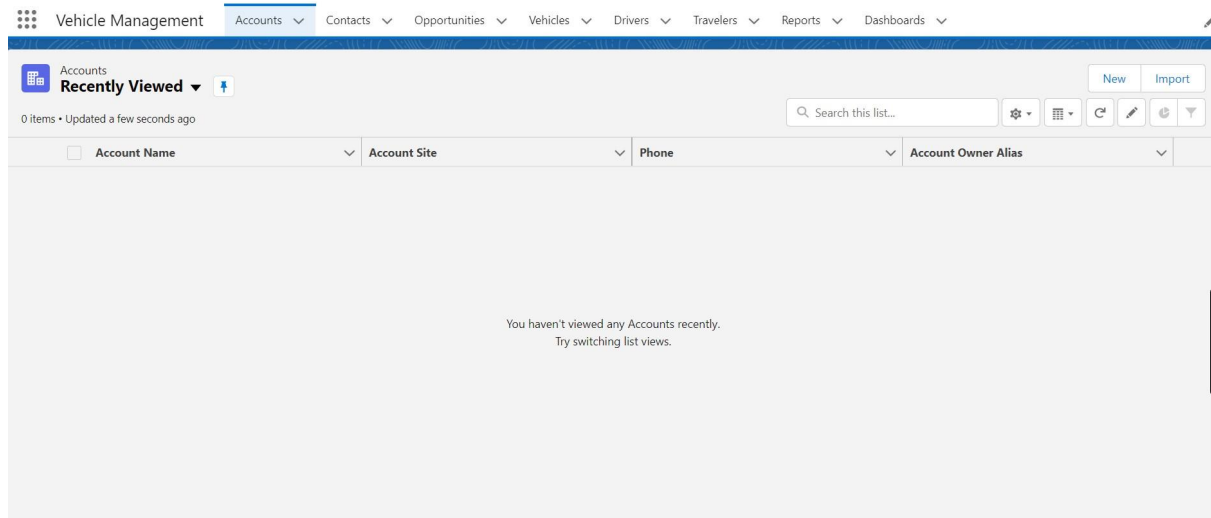 Vehicle Management Accounts Contacts Opportunities Vehicles Drivers Travelers Reports Dashboards
Accounts
Recently Viewed
New Import
0 items • Updated a few seconds ago
Search this list...
Account Name Account Site Phone Account Owner Alias
You haven't viewed any Accounts recently.
Try switching list views.